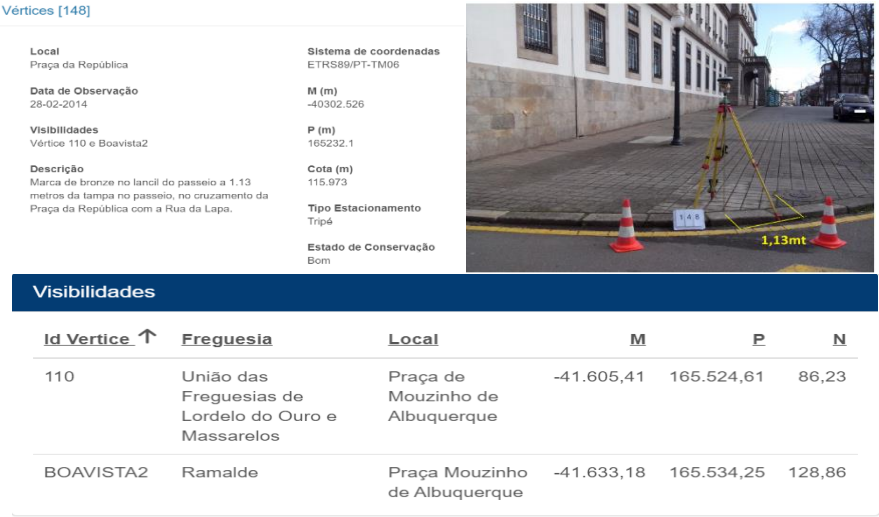 Vértices [148]
Local
Praça da República
Data de Observação
28-02-2014
Visibilidades
Vértice 110 e Boavista2
Descrição
Marca de bronze no lancil do passeio a 1.13
metros da tampa no passeio, no cruzamento da
Praça da República com a Rua da Lapa.
Sistema de coordenadas
ETRS89/PT-TM06
M (m)
-40302.526
P (m)
165232.1
Cota (m)
115.973
Tipo Estacionamento
Tripé
Estado de Conservação
Bom
1 4 8
1,13mt
Visibilidades
Id Vertice ↑ Freguesia Local M P N
110 União das Praça de -41.605,41 165.524,61 86,23
Freguesias de Mouzinho de
Lordelo do Ouro e Albuquerque
Massarelos
BOAVISTA2 Ramalde Praça Mouzinho -41.633,18 165.534,25 128,86
de Albuquerque